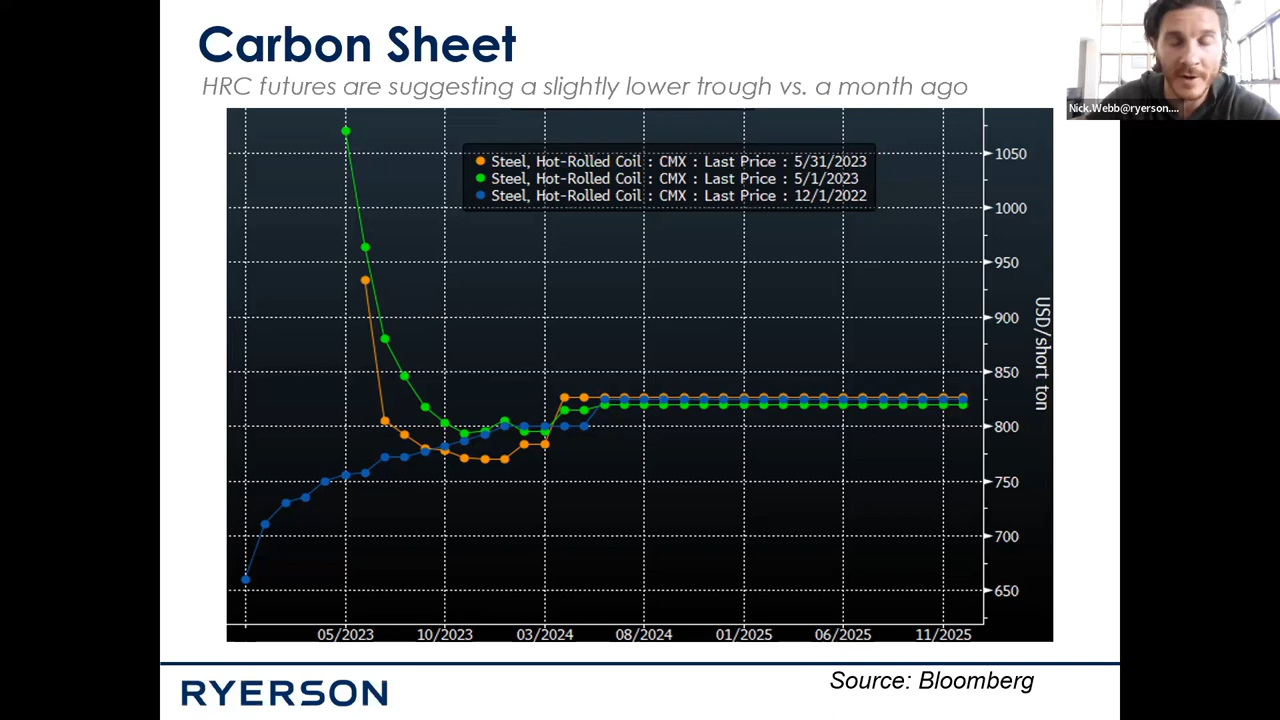 Carbon Sheet
HRC futures are suggesting a slightly lower trough vs. a month ago
Nick.Webb@ryerson....
Steel, Hot-Rolled Coil : CMX : Last Price : 5/31/2023
Steel, Hot-Rolled Coil : CMX : Last Price : 5/1/2023
Steel, Hot-Rolled Coil : CMX : Last Price : 12/1/2022
1050
1000
950
900
850
800
750
700
650
USD/short ton
05/2023 10/2023 03/2024 08/2024 01/2025 06/2025 11/2025
RYERSON
Source: Bloomberg